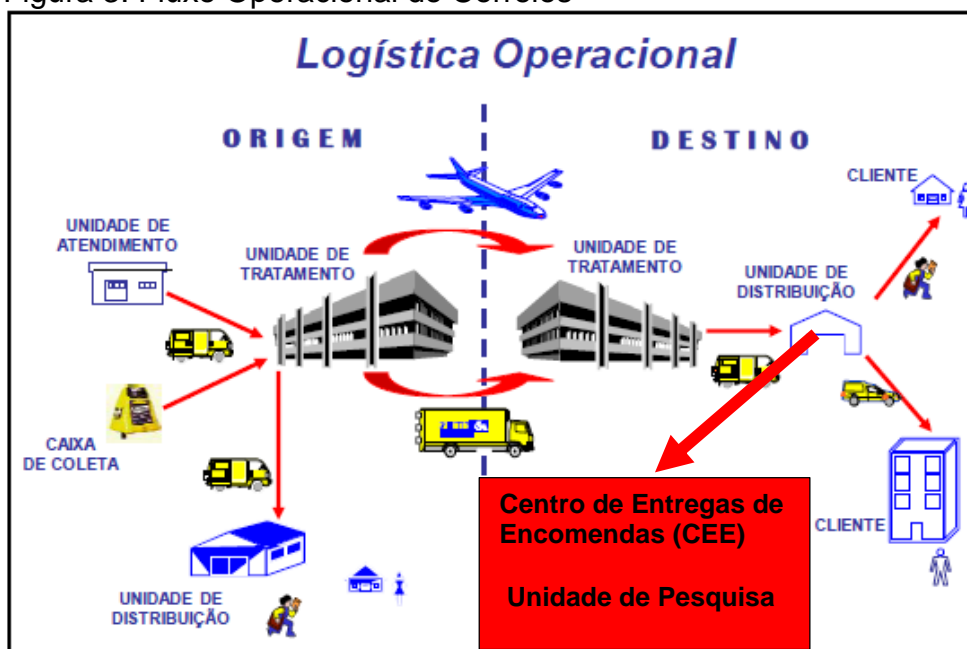 Logística Operacional
ORIGEM
DESTINO
CLIENTE
UNIDADE DE
ATENDIMENTO
UNIDADE DE
TRATAMENTO
UNIDADE DE
TRATAMENTO
UNIDADE DE
DISTRIBUIÇÃO
CAIXA
DE COLETA
Centro de Entregas de
Encomendas (CEE)
Unidade de Pesquisa
CLIENTE
UNIDADE DE
DISTRIBUIÇÃO